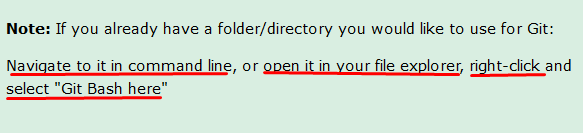 Note: If you already have a folder/directory you would like to use for Git:
Navigate to it in command line, or open it in your file explorer, right-click and
select "Git Bash here"